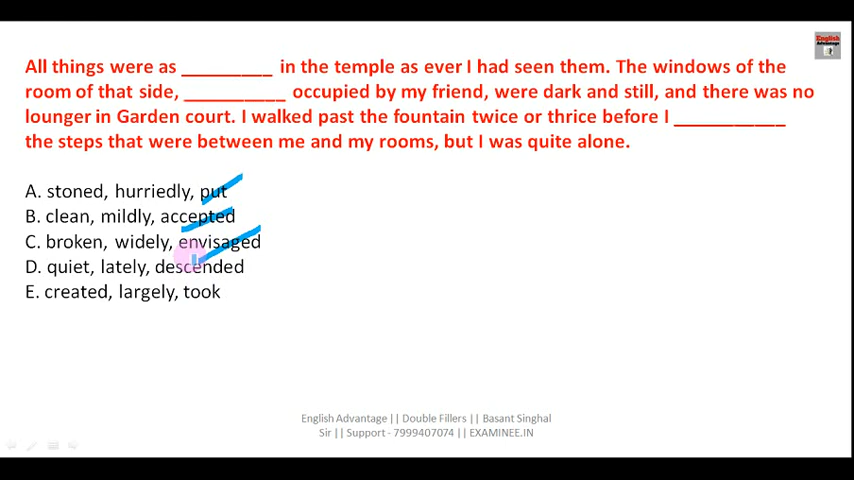 English
Advantage
All things were as __________ in the temple as ever I had seen them. The windows of the
room of that side, ___________ occupied by my friend, were dark and still, and there was no
lounger in Garden court. I walked past the fountain twice or thrice before I ____________
the steps that were between me and my rooms, but I was quite alone.
A. stoned, hurriedly, put
B. clean, mildly, accepted
C. broken, widely, envisaged
D. quiet, lately, descended
E. created, largely, took
English Advantage || Double Fillers || Basant Singhal
Sir || Support - 7999407074 || EXAMINEE.IN